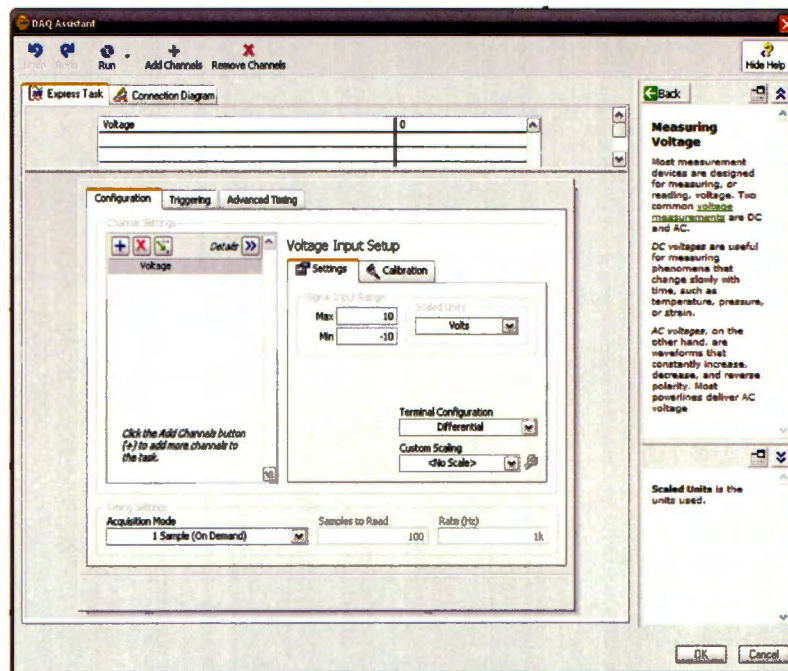 DAQ Assistant
Undo Redo Run Add Channels Remove Channels Hide Help
Express Task Connection Diagram
Voltage 0
Configuration Triggering Advanced Timing
Channel Settings
Details
Voltage
Click the Add Channels button
(+) to add more channels to
the task.
Voltage Input Setup
Settings Calibration
Signal Input Range
Max 10
Min -10
Scaled Units
Volts
Terminal Configuration
Differential
Custom Scaling
<No Scale>
Timing Settings
Acquisition Mode Samples to Read Rate (Hz)
1 Sample (On Demand) 100 1k
Back
Measuring
Voltage
Most measurement
devices are designed
for measuring, or
reading, voltage. Two
common voltage
measurements are DC
and AC.
DC voltages are useful
for measuring
phenomena that
change slowly with
time, such as
temperature, pressure,
or strain.
AC voltages, on the
other hand, are
waveforms that
constantly increase,
decrease, and reverse
polarity. Most
powerlines deliver AC
voltage
Scaled Units is the
units used.
OK Cancel